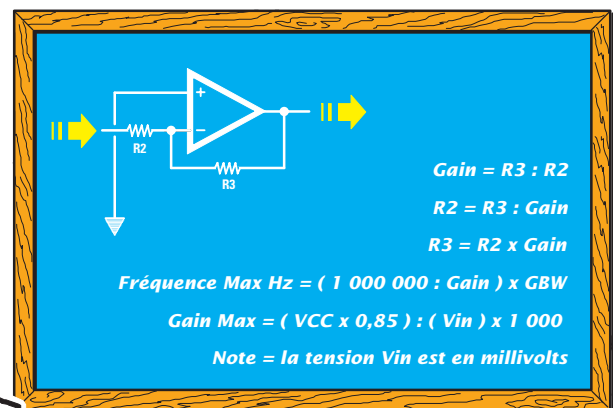 +
−
R2
R3
Gain = R3 : R2
R2 = R3 : Gain
R3 = R2 x Gain
Fréquence Max Hz = ( 1 000 000 : Gain ) x GBW
Gain Max = ( VCC x 0,85 ) : ( Vin ) x 1 000
Note = la tension Vin est en millivolts